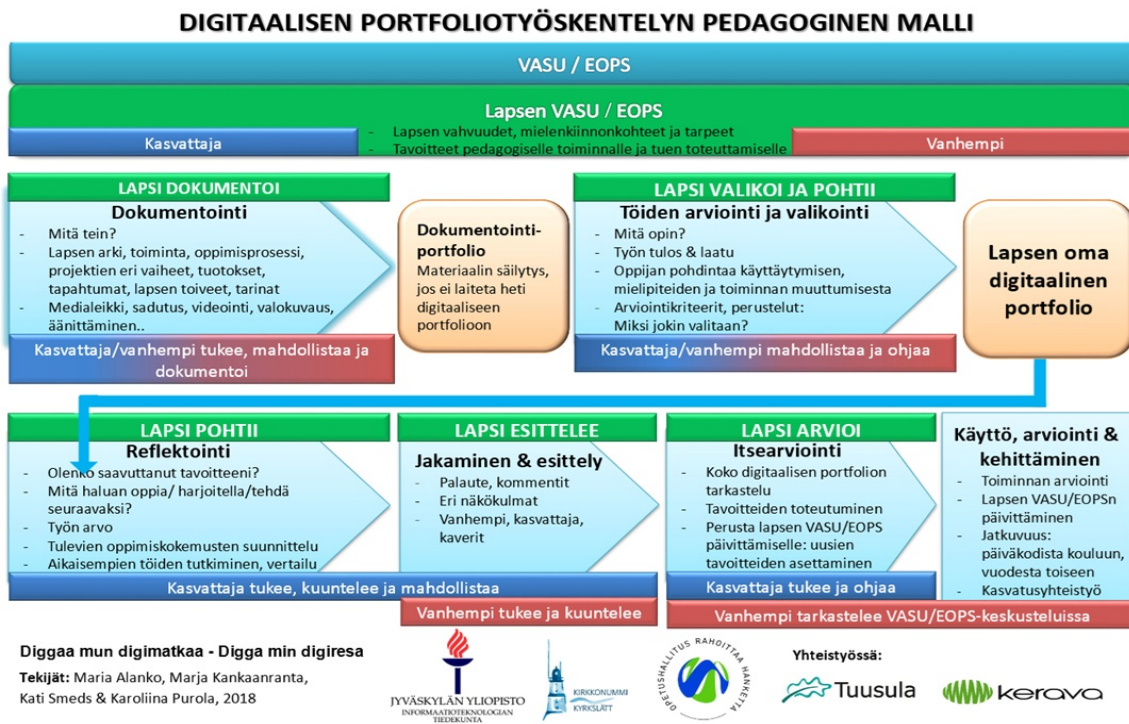 DIGITAALISEN PORTFOLIOTYÖSKENTELYN PEDAGOGINEN MALLI
VASU / EOPS
Lapsen VASU / EOPS
- Lapsen vahvuudet, mielenkiinnonkohteet ja tarpeet
- Tavoitteet pedagogiselle toiminnalle ja tuen toteuttamiselle
Kasvattaja
Vanhempi
LAPSI DOKUMENTOI
Dokumentointi
- Mitä tein?
- Lapsen arki, toiminta, oppimisprosessi,
projektien eri vaiheet, tuotokset,
tapahtumat, lapsen toiveet, tarinat
- Medialeikki, sadutus, videointi, valokuvaus,
äänittäminen..
Kasvattaja/vanhempi tukee, mahdollistaa ja
dokumentoi
Dokumentointi-
portfolio
Materiaalin säilytys,
jos ei laiteta heti
digitaaliseen
portfolioon
LAPSI VALIKOI JA POHTII
Töiden arviointi ja valikointi
- Mitä opin?
- Työn tulos & laatu
- Oppijan pohdintaa käyttäytymisen,
mielipiteiden ja toiminnan muuttumisesta
- Arviointikriteerit, perustelut:
Miksi jokin valitaan?
Kasvattaja/vanhempi mahdollistaa ja ohjaa
Lapsen oma
digitaalinen
portfolio
LAPSI POHTII
Reflektointi
- Olenko saavuttanut tavoitteeni?
- Mitä haluan oppia/ harjoitella/tehdä
seuraavaksi?
- Työn arvo
- Tulevien oppimiskokemusten suunnittelu
- Aikaisempien töiden tutkiminen, vertailu
LAPSI ESITTELEE
Jakaminen & esittely
- Palaute, kommentit
- Eri näkökulmat
- Vanhempi, kasvattaja,
kaverit
Kasvattaja tukee, kuuntelee ja mahdollistaa
Vanhempi tukee ja kuuntelee
LAPSI ARVIOI
Itsearviointi
- Koko digitaalisen portfolion
tarkastelu
- Tavoitteiden toteutuminen
- Perusta lapsen VASU/EOPS
päivittämiselle: uusien
tavoitteiden asettaminen
Kasvattaja tukee ja ohjaa
Käyttö, arviointi &
kehittäminen
- Toiminnan arviointi
- Lapsen VASU/EOPSn
päivittäminen
- Jatkuvuus:
päiväkodista kouluun,
vuodesta toiseen
- Kasvatusyhteistyö
Vanhempi tarkastelee VASU/EOPS-keskusteluissa
Diggaa mun digimatkaa - Digga min digiresa
Tekijät: Maria Alanko, Marja Kankaanranta,
Kati Smeds & Karoliina Purola, 2018
JYVÄSKYLÄN YLIOPISTO
INFORMAATIOTEKNOLOGIAN
TIEDEKUNTA
KIRKKONUMMI
KYRKSLÄTT
OPETUSHALLITUS RAHOITTAA HANKETTA
Yhteistyössä:
Tuusula
kerava